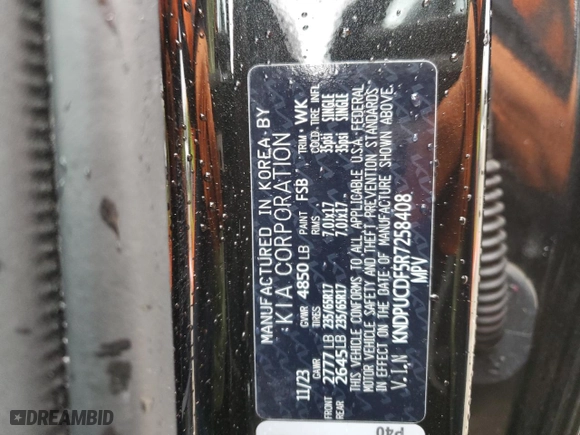 MANUFACTURED IN KOREA·BY
:KIA CORPORATION
11/23 GVWR 4850 LB PAINT FSB TRIM* WK
GAWR TIRES RIMS COLD TIRE INFL.
FRONT 2777 LB 235/65R17 7.0Jx17 35psi SINGLE
REAR 2645 LB 235/65R17 7.0Jx17 35psi SINGLE
THIS VEHICLE CONFORMS TO ALL APPLICABLE U.S.A. FEDERAL
MOTOR VEHICLE SAFETY AND THEFT PREVENTION STANDARDS
IN EFFECT ON THE DATE OF MANUFACTURE SHOWN ABOVE.
V.I.N KNDPUCDF5R7258408
MPV
P40
DREAMBID